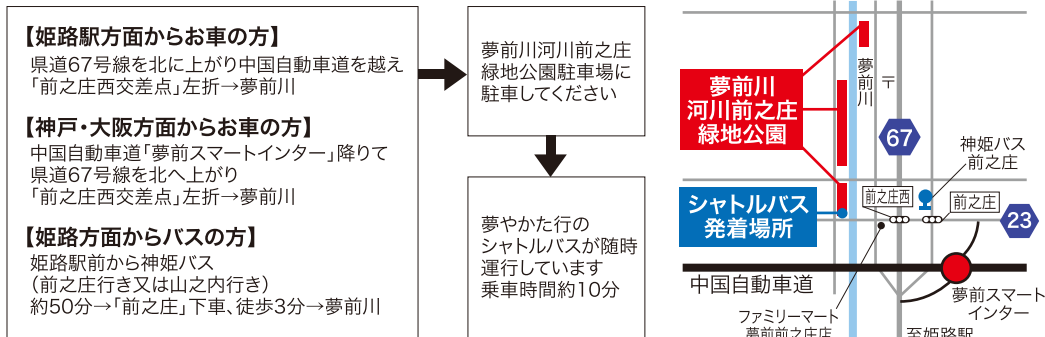 【姫路駅方面からお車の方】
県道67号線を北に上がり中国自動車道を越え
「前之庄西交差点」左折→夢前川
【神戸・大阪方面からお車の方】
中国自動車道「夢前スマートインター」降りて
県道67号線を北へ上がり
「前之庄西交差点」左折→夢前川
【姫路方面からバスの方】
姫路駅前から神姫バス
（前之庄行き又は山之内行き）
約50分→「前之庄」下車、徒歩3分→夢前川
夢前川河川前之庄
緑地公園駐車場に
駐車してください
夢やかた行の
シャトルバスが随時
運行しています
乗車時間約10分
夢前川
河川前之庄
緑地公園
シャトルバス
発着場所
夢前川
〒
67
神姫バス
前之庄
前之庄西
前之庄
23
中国自動車道
夢前スマート
インター
ファミリーマート
夢前前之庄店
至姫路駅